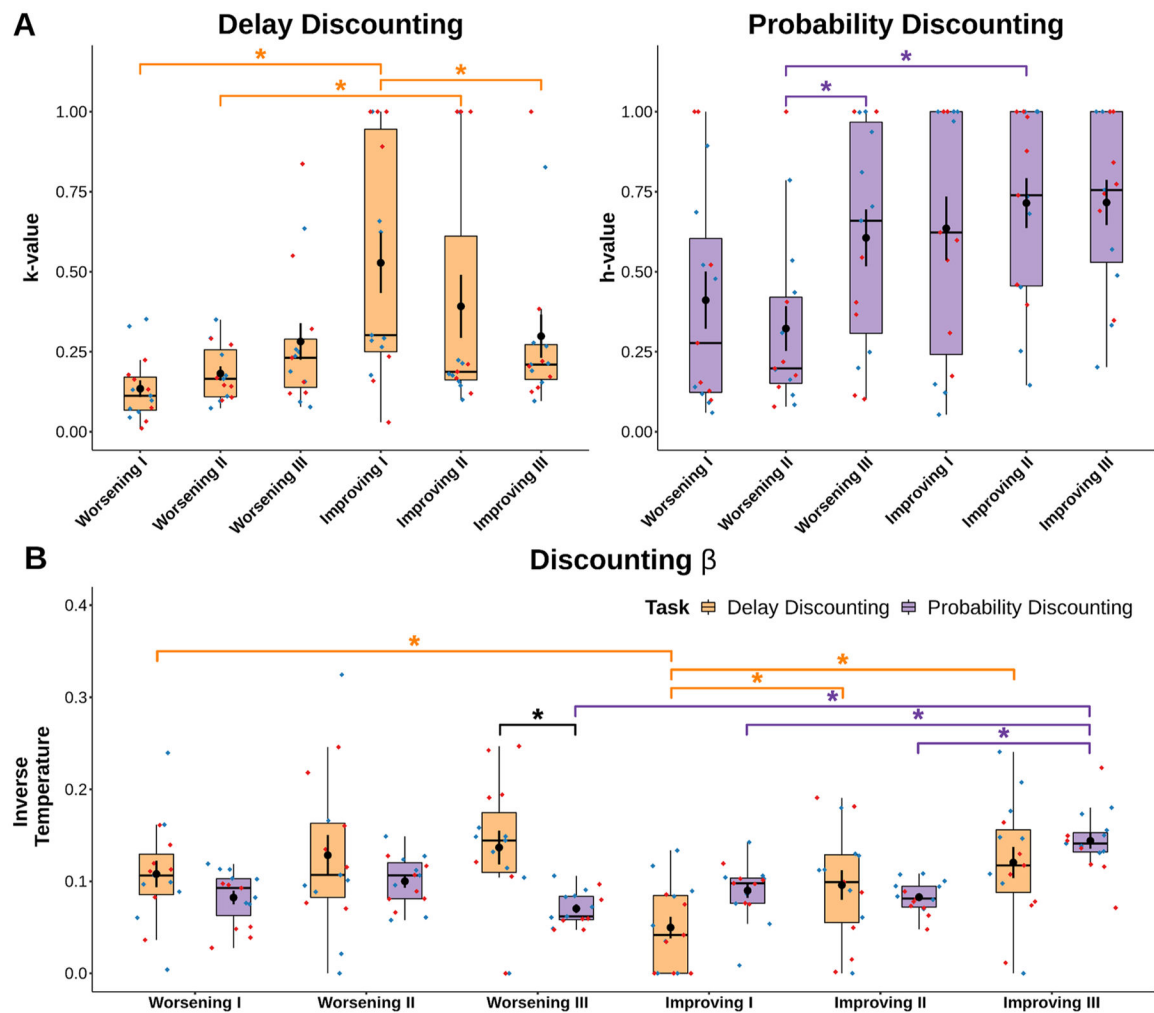 A
Delay Discounting
Probability Discounting
*
*
*
*
*
1.00
0.75
0.50
0.25
0.00
k-value
1.00
0.75
0.50
0.25
0.00
h-value
Worsening I
Worsening II
Worsening III
Improving I
Improving II
Improving III
Worsening I
Worsening II
Worsening III
Improving I
Improving II
Improving III
B
Discounting β
Task Delay Discounting Probability Discounting
*
*
*
*
*
*
*
0.4
0.3
0.2
0.1
0.0
Inverse
Temperature
Worsening I
Worsening II
Worsening III
Improving I
Improving II
Improving III